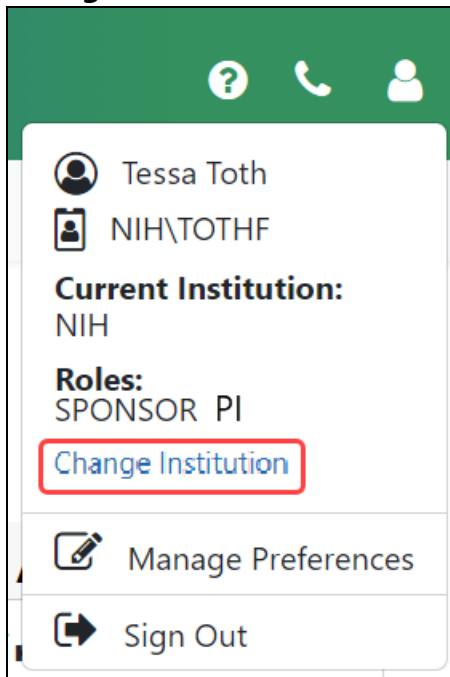 Tessa Toth
NIH\TOTHF
Current Institution:
NIH
Roles:
SPONSOR PI
Change Institution
Manage Preferences
Sign Out